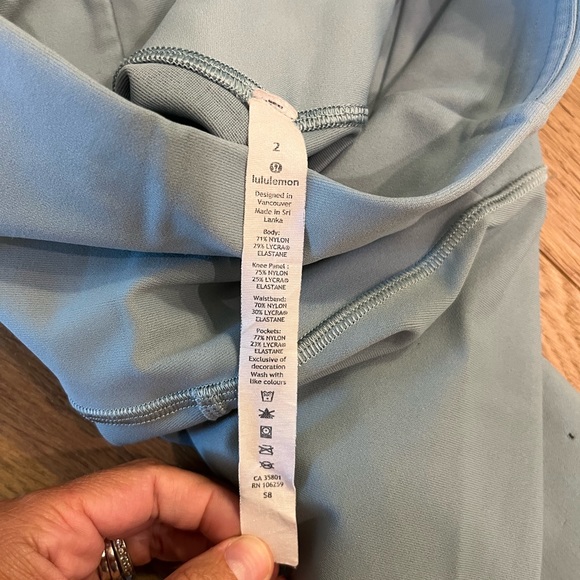 2
lululemon
Designed in
Vancouver
Made in Sri
Lanka
Body:
71% NYLON
29% LYCRA®
ELASTANE
Knee Panel :
75% NYLON
25% LYCRA®
ELASTANE
Waistband:
70% NYLON
30% LYCRA®
ELASTANE
Pockets:
77% NYLON
23% LYCRA®
ELASTANE
Exclusive of
decoration
Wash with
like colours
CA 35801
RN 106259
S8